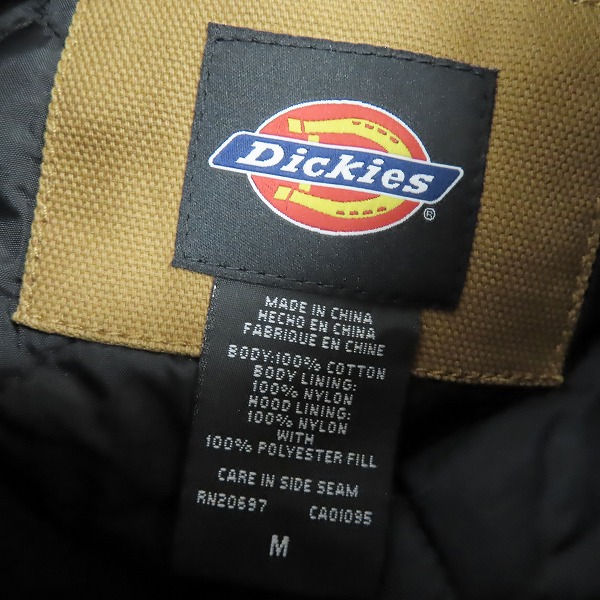 Dickies
®
MADE IN CHINA
HECHO EN CHINA
FABRIQUE EN CHINE
BODY:100% COTTON
BODY LINING:
100% NYLON
HOOD LINING:
100% NYLON
WITH
100% POLYESTER FILL
CARE IN SIDE SEAM
RN20697 CA01095
M